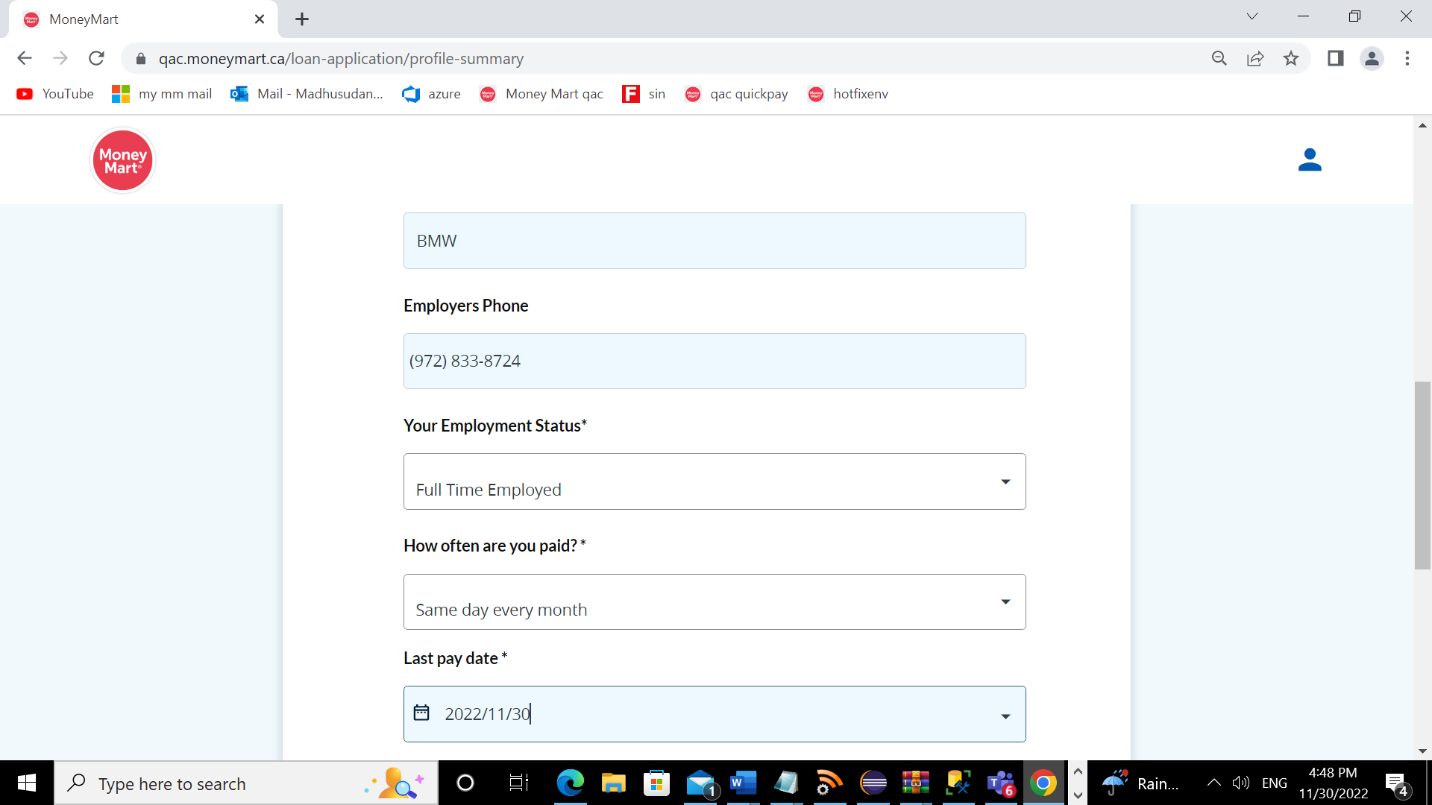 MoneyMart
qac.moneymart.ca/loan-application/profile-summary
YouTube my mm mail Mail - Madhusudan... azure Money Mart qac sin qac quickpay hotfixenv
Money
Mart
BMW
Employers Phone
(972) 833-8724
Your Employment Status*
Full Time Employed
How often are you paid? *
Same day every month
Last pay date *
2022/11/30
Type here to search 1 6 Rain... ENG 4:48 PM
11/30/2022 4